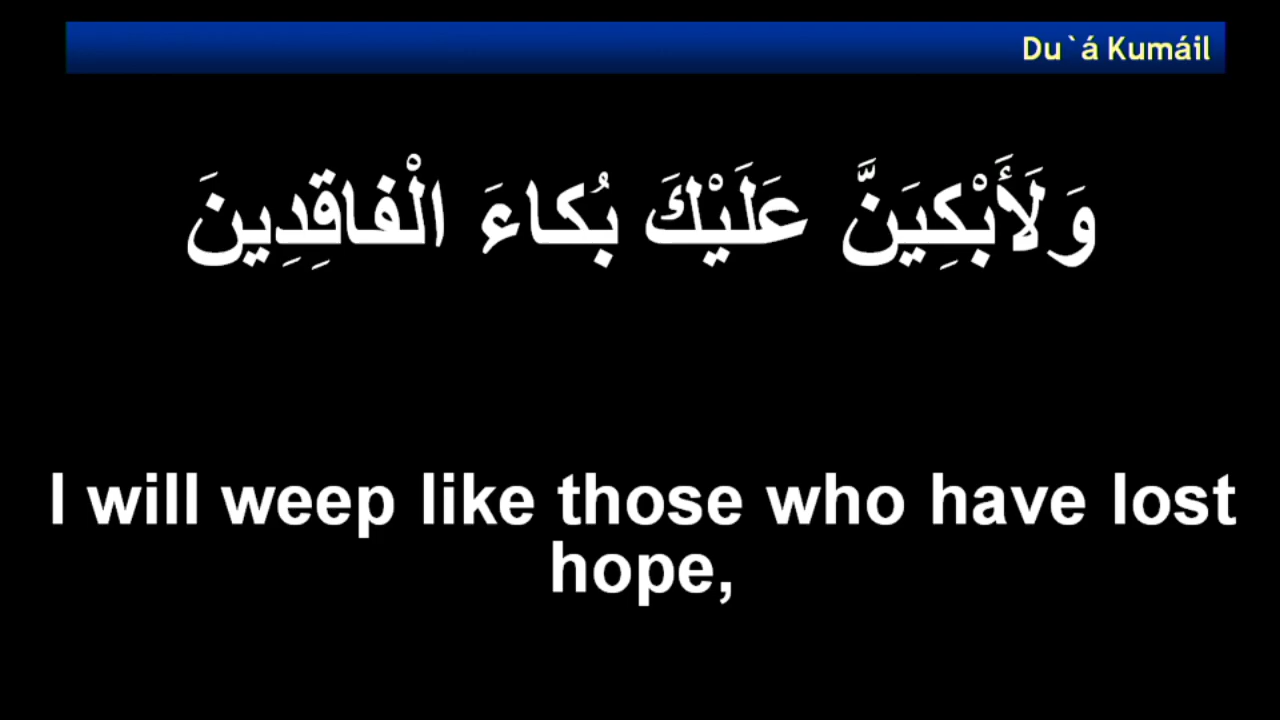 Du`á Kumáil
وَلَأَبْكِيَنَّ عَلَيْكَ بُكاءَ الْفاقِدِينَ
I will weep like those who have lost
hope,